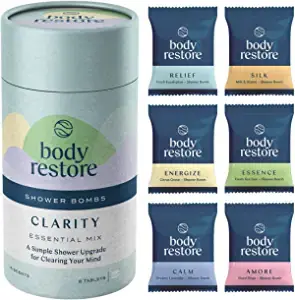 body
restore
SHOWER BOMBS
CLARITY
ESSENTIAL MIX
A Simple Shower Upgrade
for Clearing Your Mind
body
restore
RELIEF
body
restore
SILK
body
restore
ENERGIZE
body
restore
ESSENCE
body
restore
CALM
body
restore
AMORE